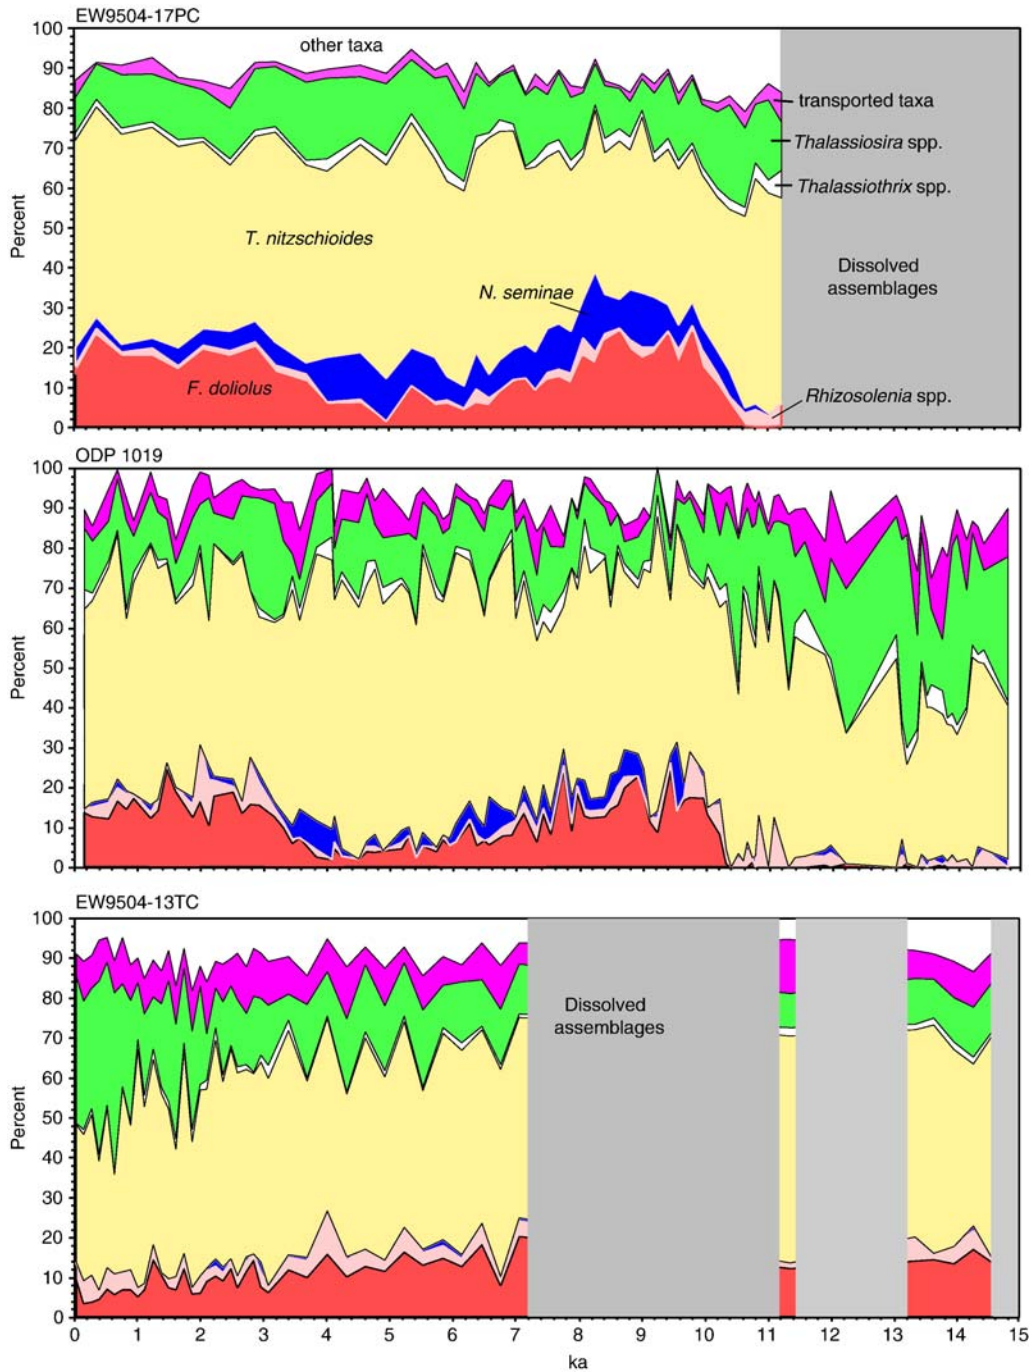 EW9504-17PC
100
90
80
70
60
50
40
30
20
10
0
Percent
other taxa
transported taxa
Thalassiosira spp.
Thalassiothrix spp.
T. nitzschioides
Dissolved
assemblages
N. seminae
F. doliolus
Rhizosolenia spp.
ODP 1019
100
90
80
70
60
50
40
30
20
10
0
Percent
EW9504-13TC
100
90
80
70
60
50
40
30
20
10
0
Percent
Dissolved
assemblages
0 1 2 3 4 5 6 7 8 9 10 11 12 13 14 15
ka